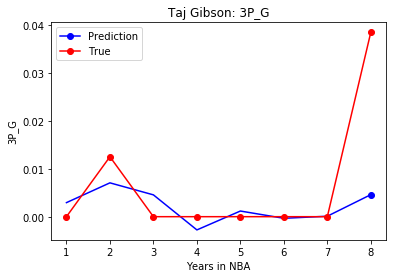 Taj Gibson: 3P_G
Prediction
True
0.04
0.03
0.02
0.01
0.00
3P_G
1 2 3 4 5 6 7 8
Years in NBA